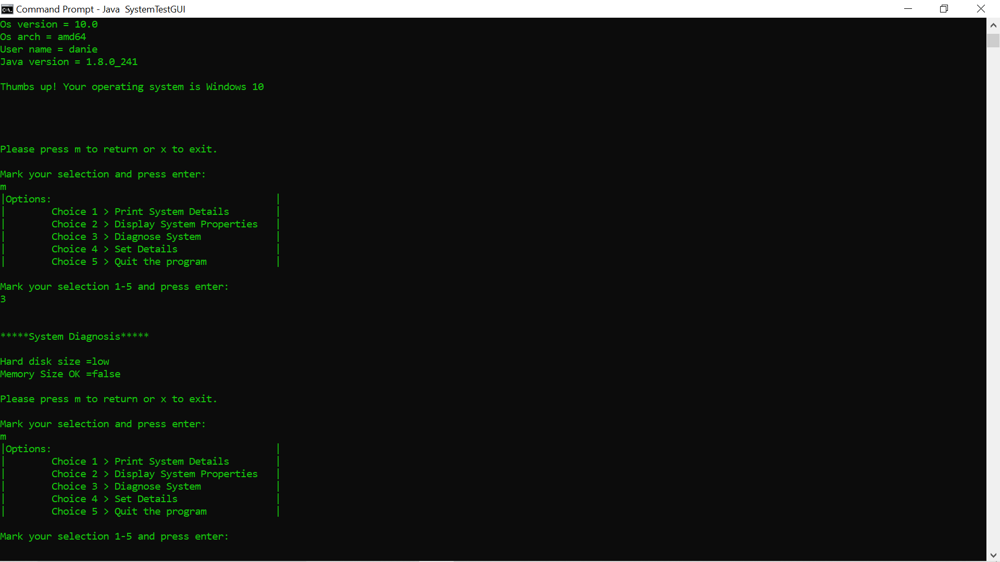 Command Prompt - Java  SystemTestGUI
Os version = 10.0
Os arch = amd64
User name = danie
Java version = 1.8.0_241
Thumbs up! Your operating system is Windows 10
Please press m to return or x to exit.
Mark your selection and press enter:
m
|Options:                                       |
|        Choice 1 > Print System Details        |
|        Choice 2 > Display System Properties   |
|        Choice 3 > Diagnose System             |
|        Choice 4 > Set Details                 |
|        Choice 5 > Quit the program            |
Mark your selection 1-5 and press enter:
3
*****System Diagnosis*****
Hard disk size =low
Memory Size OK =false
Please press m to return or x to exit.
Mark your selection and press enter:
m
|Options:                                       |
|        Choice 1 > Print System Details        |
|        Choice 2 > Display System Properties   |
|        Choice 3 > Diagnose System             |
|        Choice 4 > Set Details                 |
|        Choice 5 > Quit the program            |
Mark your selection 1-5 and press enter: